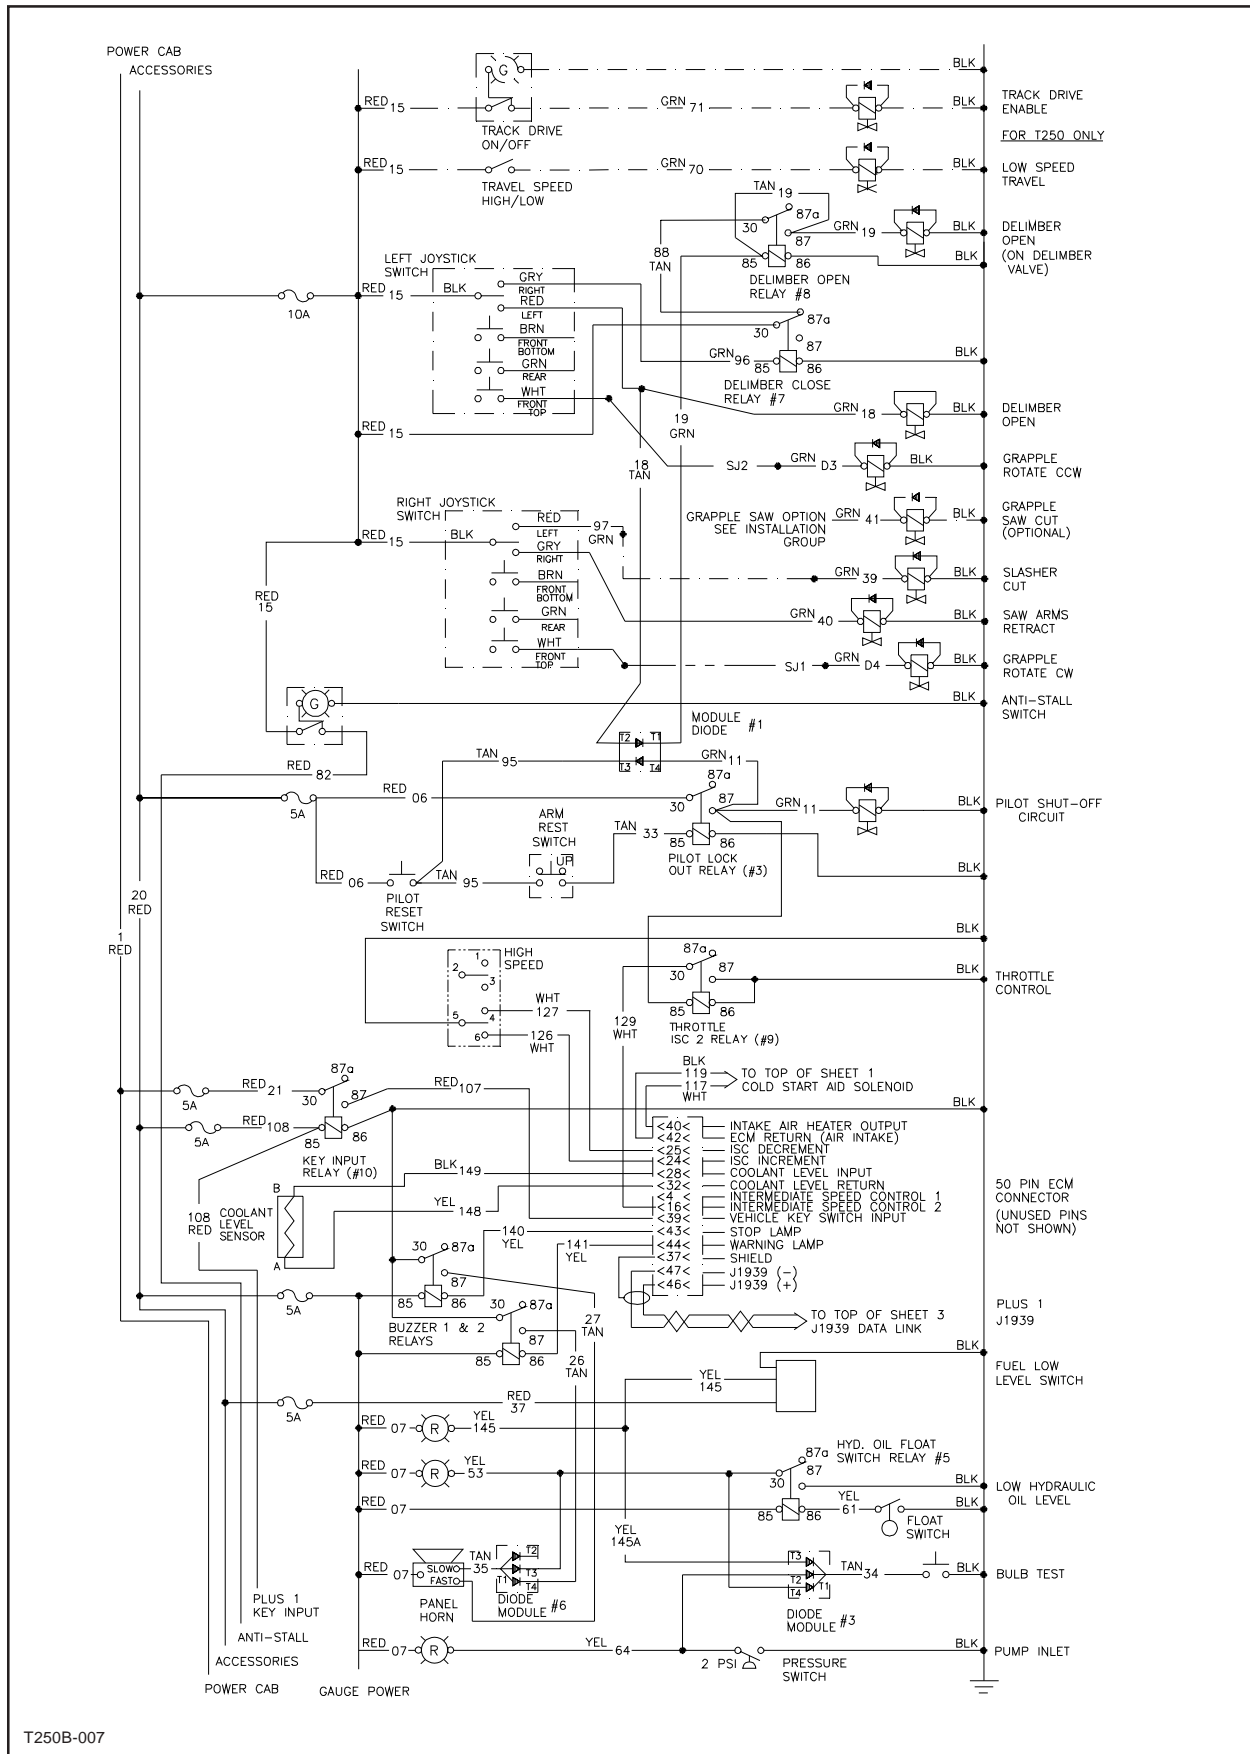 POWER CAB
ACCESSORIES
G
BLK
RED 15
GRN 71
BLK
TRACK DRIVE
ENABLE
TRACK DRIVE
ON/OFF
FOR T250 ONLY
RED 15
GRN 70
BLK
LOW SPEED
TRAVEL
TRAVEL SPEED
HIGH/LOW
TAN 19
87a
30
87
GRN 19
BLK
DELIMBER
OPEN
(ON DELIMBER
VALVE)
88
TAN
85
86
BLK
DELIMBER OPEN
RELAY #8
LEFT JOYSTICK
SWITCH
10A
RED 15
BLK
GRY
RIGHT
RED
LEFT
BRN
FRONT
BOTTOM
GRN
REAR
WHT
FRONT
TOP
87a
30
87
GRN 96
85
86
BLK
DELIMBER CLOSE
RELAY #7
GRN 18
BLK
DELIMBER
OPEN
RED 15
19
GRN
18
TAN
SJ2
GRN D3
BLK
GRAPPLE
ROTATE CCW
RIGHT JOYSTICK
SWITCH
RED 15
BLK
RED
LEFT
GRY
RIGHT
BRN
FRONT
BOTTOM
GRN
REAR
WHT
FRONT
TOP
97
GRN
GRAPPLE SAW OPTION
SEE INSTALLATION
GROUP
GRN 41
BLK
GRAPPLE
SAW CUT
(OPTIONAL)
GRN 39
BLK
SLASHER
CUT
RED
15
GRN 40
BLK
SAW ARMS
RETRACT
SJ1
GRN D4
BLK
GRAPPLE
ROTATE CW
G
BLK
ANTI-STALL
SWITCH
MODULE
DIODE #1
T2 T1
T3 T4
RED
82
TAN 95
GRN 11
5A
RED 06
87a
30
87
GRN 11
BLK
PILOT SHUT-OFF
CIRCUIT
ARM
REST
SWITCH
UP
TAN 33
85
86
PILOT LOCK
OUT RELAY (#3)
BLK
RED 06
TAN 95
PILOT
RESET
SWITCH
20
RED
1
RED
BLK
HIGH
SPEED
1
2
3
4
5
6
WHT
127
126
WHT
87a
30
87
BLK
THROTTLE
CONTROL
85
86
129
WHT
THROTTLE
ISC 2 RELAY (#9)
BLK
119
117
WHT
TO TOP OF SHEET 1
COLD START AID SOLENOID
5A
RED 21
87a
30
87
RED 107
BLK
5A
RED 108
85
86
KEY INPUT
RELAY (#10)
<40< INTAKE AIR HEATER OUTPUT
<42< ECM RETURN (AIR INTAKE)
<25< ISC DECREMENT
<24< ISC INCREMENT
<28< COOLANT LEVEL INPUT
<32< COOLANT LEVEL RETURN
<4< INTERMEDIATE SPEED CONTROL 1
<16< INTERMEDIATE SPEED CONTROL 2
<39< VEHICLE KEY SWITCH INPUT
<43< STOP LAMP
<44< WARNING LAMP
<37< SHIELD
<47< J1939 (-)
<46< J1939 (+)
50 PIN ECM
CONNECTOR
(UNUSED PINS
NOT SHOWN)
BLK 149
B
YEL
148
108
RED
COOLANT
LEVEL
SENSOR
A
140
YEL
141
YEL
30
87a
87
85
86
5A
30
87a
87
85
86
BUZZER 1 & 2
RELAYS
27
TAN
26
TAN
TO TOP OF SHEET 3
J1939 DATA LINK
PLUS 1
J1939
BLK
YEL
145
FUEL LOW
LEVEL SWITCH
5A
RED
37
RED 07
R
YEL
145
RED 07
R
YEL
53
87a
HYD. OIL FLOAT
SWITCH RELAY #5
87
30
BLK
LOW HYDRAULIC
OIL LEVEL
RED 07
85
86
YEL
61
BLK
FLOAT
SWITCH
YEL
145A
RED 07
SLOW
FAST
TAN
35
T2
T3
T1
T4
T3
T2
T4
T1
TAN 34
BLK
BULB TEST
PANEL
HORN
DIODE
MODULE #6
DIODE
MODULE #3
PLUS 1
KEY INPUT
ANTI-STALL
ACCESSORIES
POWER CAB
RED 07
R
YEL
64
2 PSI
PRESSURE
SWITCH
BLK
PUMP INLET
GAUGE POWER
T250B-007